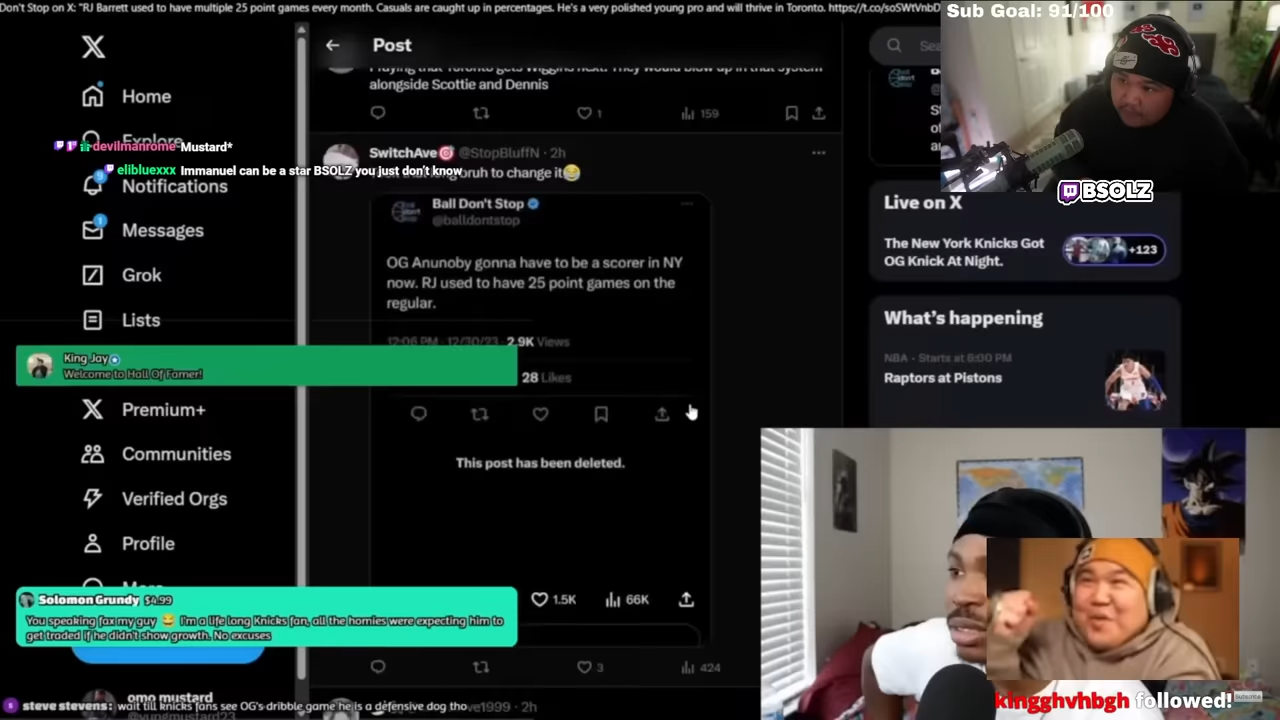 Don't Stop on X: "RJ Barrett used to have multiple 25 point games every month. Casuals are caught up in percentages. He's a very polished young pro and will thrive in Toronto. https://t.co/soSWtVnbD
Sub Goal: 91/100
Post
Home
Explore
Notifications
Messages
Grok
Lists
Premium+
Communities
Verified Orgs
Profile
More
devilmanrome Mustard*
elibluexxx Immanuel can be a star BSOLZ you just don't know
Praying that Toronto gets Wiggins next. They would blow up in that system
alongside Scottie and Dennis
1
159
SwitchAve🎯 @StopBluffN · 2h
bruh to change it😂
Ball Don't Stop
@balldontstop
OG Anunoby gonna have to be a scorer in NY
now. RJ used to have 25 point games on the
regular.
12:06 PM · 12/30/23 · 2.9K Views
28 Likes
This post has been deleted.
1.5K
66K
3
424
King Jay
Welcome to Hall Of Famer!
Solomon Grundy $4.99
You speaking fax my guy 😂 I'm a life long Knicks fan, all the homies were expecting him to
get traded if he didn't show growth. No excuses
omo mustard
@yungmustard23
steve stevens: wait till knicks fans see OG's dribble game he is a defensive dog tho
ve1999 · 2h
BSOLZ
Live on X
The New York Knicks Got
OG Knick At Night.
+123
What's happening
NBA · Starts at 6:00 PM
Raptors at Pistons
kingghvhbgh followed!